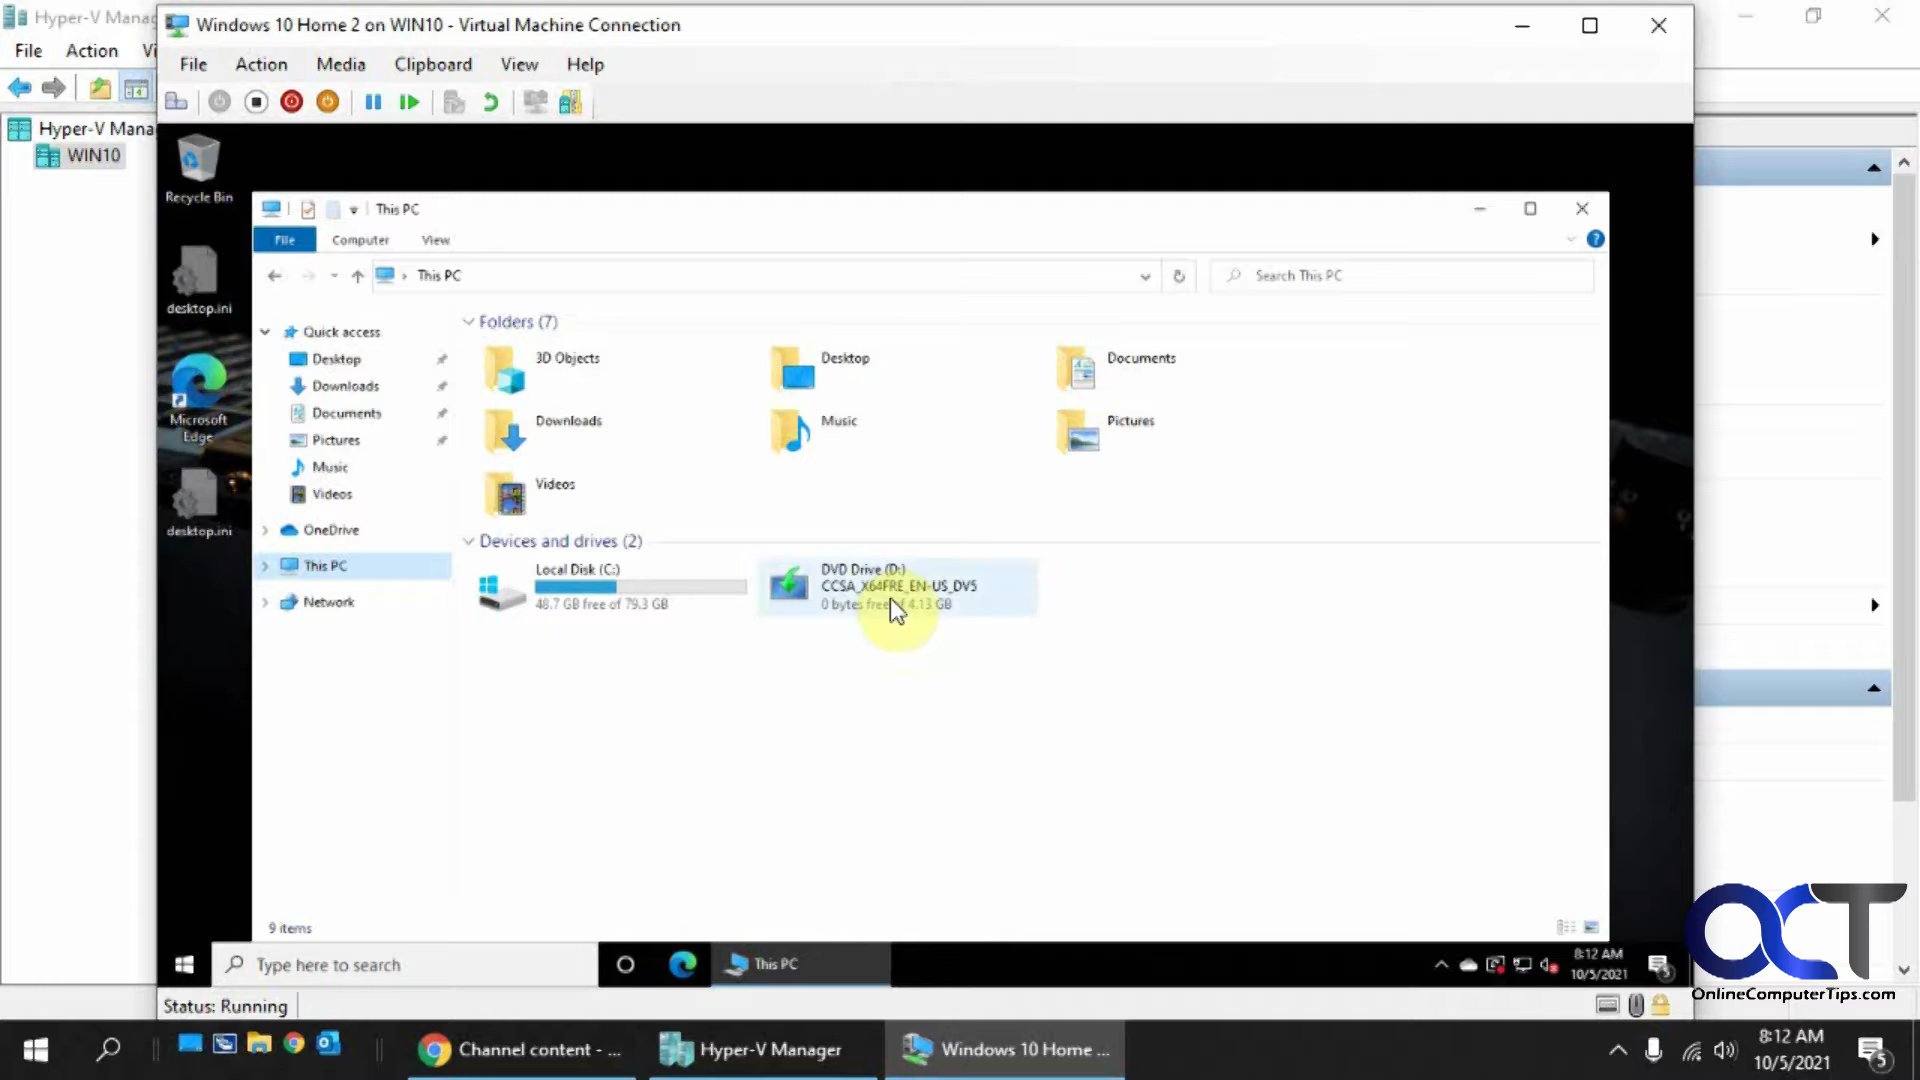 Hyper-V Mana
File Action Vi
Hyper-V Mana
WIN10
Windows 10 Home 2 on WIN10 - Virtual Machine Connection
File Action Media Clipboard View Help
Recycle Bin
desktop.ini
Microsoft
Edge
desktop.ini
This PC
File Computer View
This PC
Search This PC
Quick access
Desktop
Downloads
Documents
Pictures
Music
Videos
OneDrive
This PC
Network
Folders (7)
3D Objects
Desktop
Documents
Downloads
Music
Pictures
Videos
Devices and drives (2)
Local Disk (C:)
48.7 GB free of 79.3 GB
DVD Drive (D:)
CCSA_X64FRE_EN-US_DV5
0 bytes free of 4.13 GB
9 items
Type here to search
This PC
8:12 AM
10/5/2021
Status: Running
OCT
OnlineComputerTips.com
Channel content - ...
Hyper-V Manager
Windows 10 Home ...
8:12 AM
10/5/2021
5